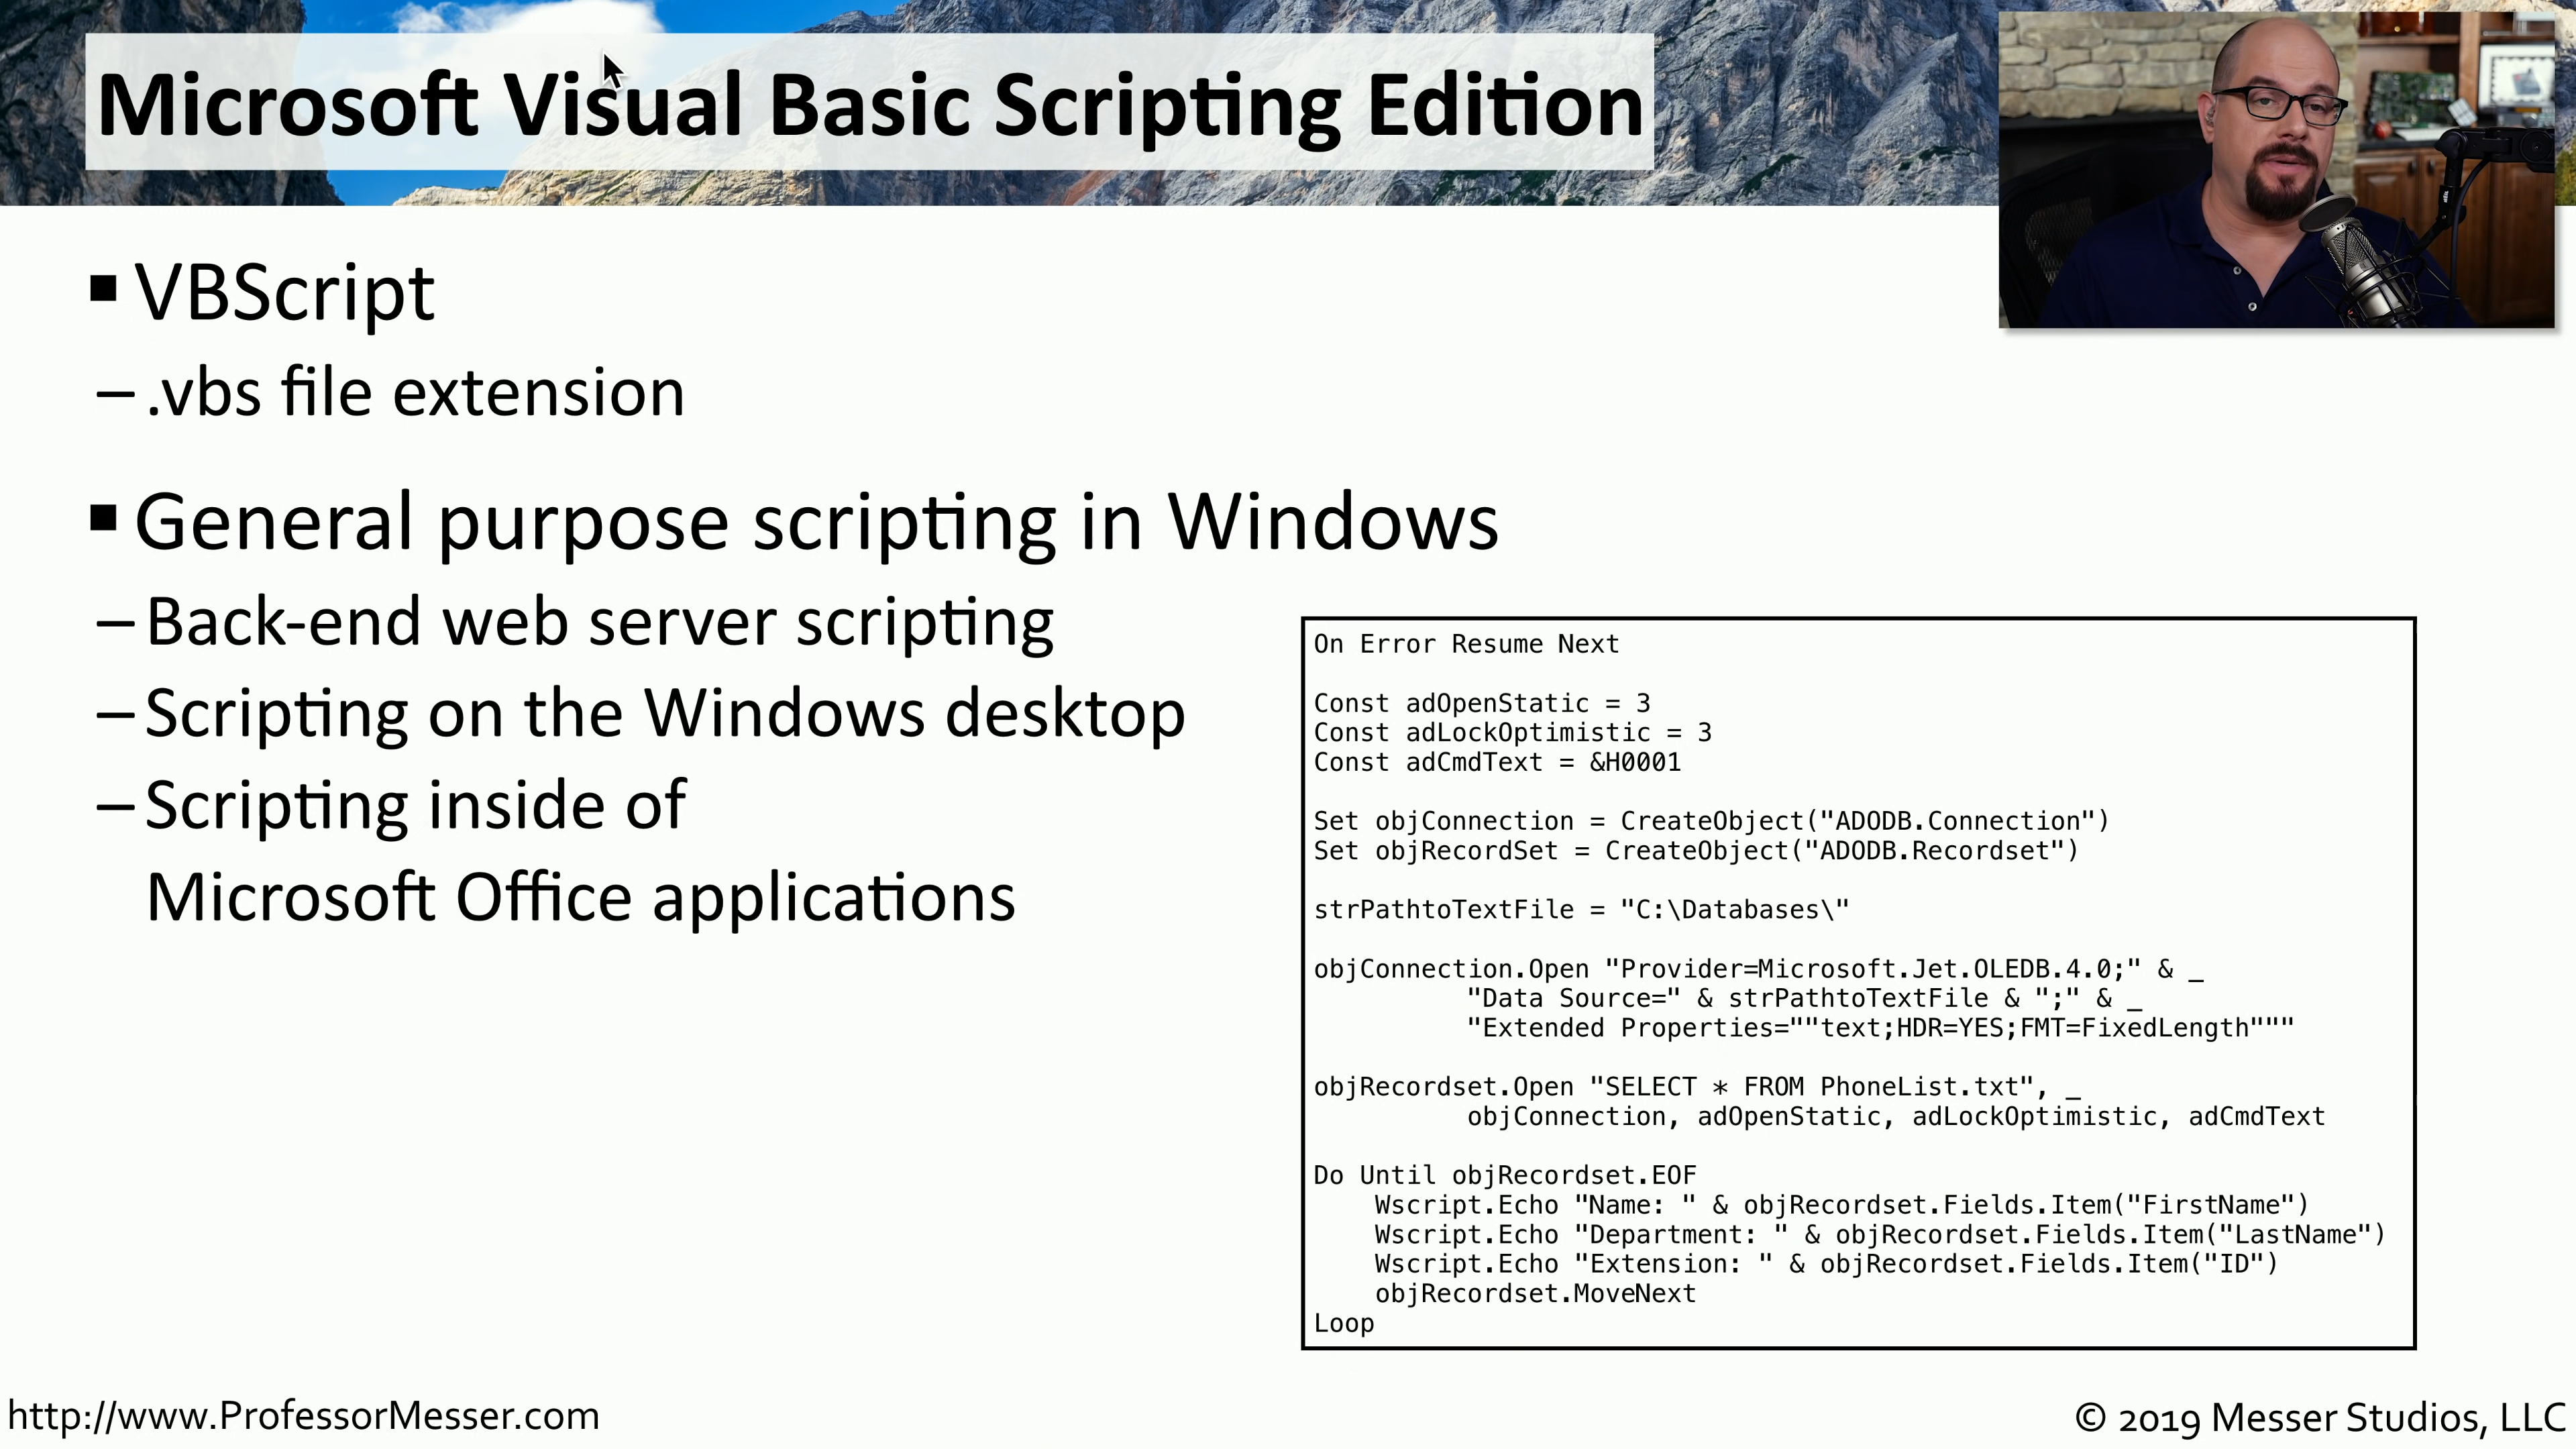 Microsoft Visual Basic Scripting Edition
▪ VBScript
– .vbs file extension
▪ General purpose scripting in Windows
– Back-end web server scripting
– Scripting on the Windows desktop
– Scripting inside of
Microsoft Office applications
On Error Resume Next
Const adOpenStatic = 3
Const adLockOptimistic = 3
Const adCmdText = &H0001
Set objConnection = CreateObject("ADODB.Connection")
Set objRecordSet = CreateObject("ADODB.Recordset")
strPathtoTextFile = "C:\Databases\"
objConnection.Open "Provider=Microsoft.Jet.OLEDB.4.0;" & _
"Data Source=" & strPathtoTextFile & ";" & _
"Extended Properties=""text;HDR=YES;FMT=FixedLength"""
objRecordset.Open "SELECT * FROM PhoneList.txt", _
objConnection, adOpenStatic, adLockOptimistic, adCmdText
Do Until objRecordset.EOF
Wscript.Echo "Name: " & objRecordset.Fields.Item("FirstName")
Wscript.Echo "Department: " & objRecordset.Fields.Item("LastName")
Wscript.Echo "Extension: " & objRecordset.Fields.Item("ID")
objRecordset.MoveNext
Loop
http://www.ProfessorMesser.com
© 2019 Messer Studios, LLC